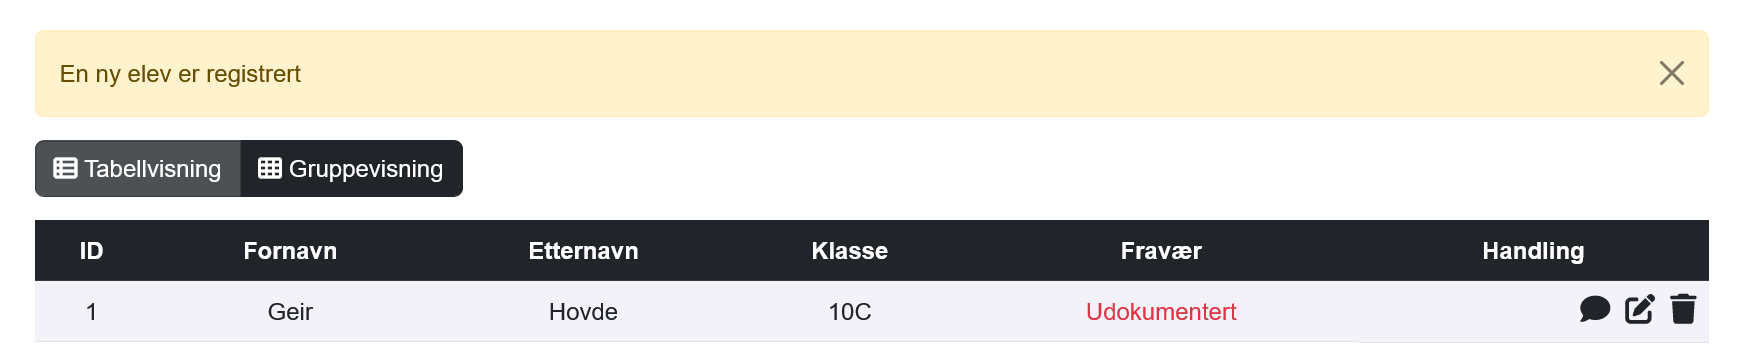 En ny elev er registrert
Tabellvisning Gruppevisning
ID Fornavn Etternavn Klasse Fravær Handling
1 Geir Hovde 10C Udokumentert